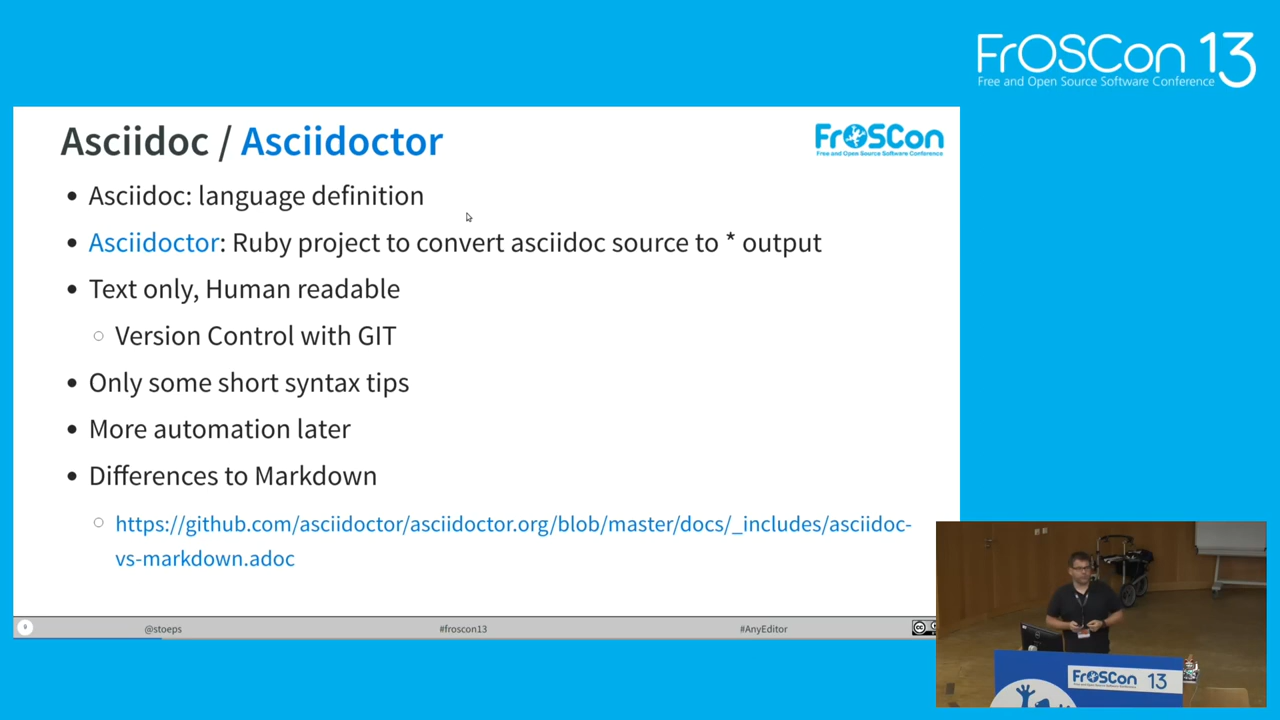 FrOSCon 13
Free and Open Source Software Conference
Asciidoc / Asciidoctor
FrOSCon
Free and Open Source Software Conference
• Asciidoc: language definition
• Asciidoctor: Ruby project to convert asciidoc source to * output
• Text only, Human readable
○ Version Control with GIT
• Only some short syntax tips
• More automation later
• Differences to Markdown
○ https://github.com/asciidoctor/asciidoctor.org/blob/master/docs/_includes/asciidoc-
vs-markdown.adoc
9
@stoeps
#froscon13
#AnyEditor
cc
FrOSCon 13